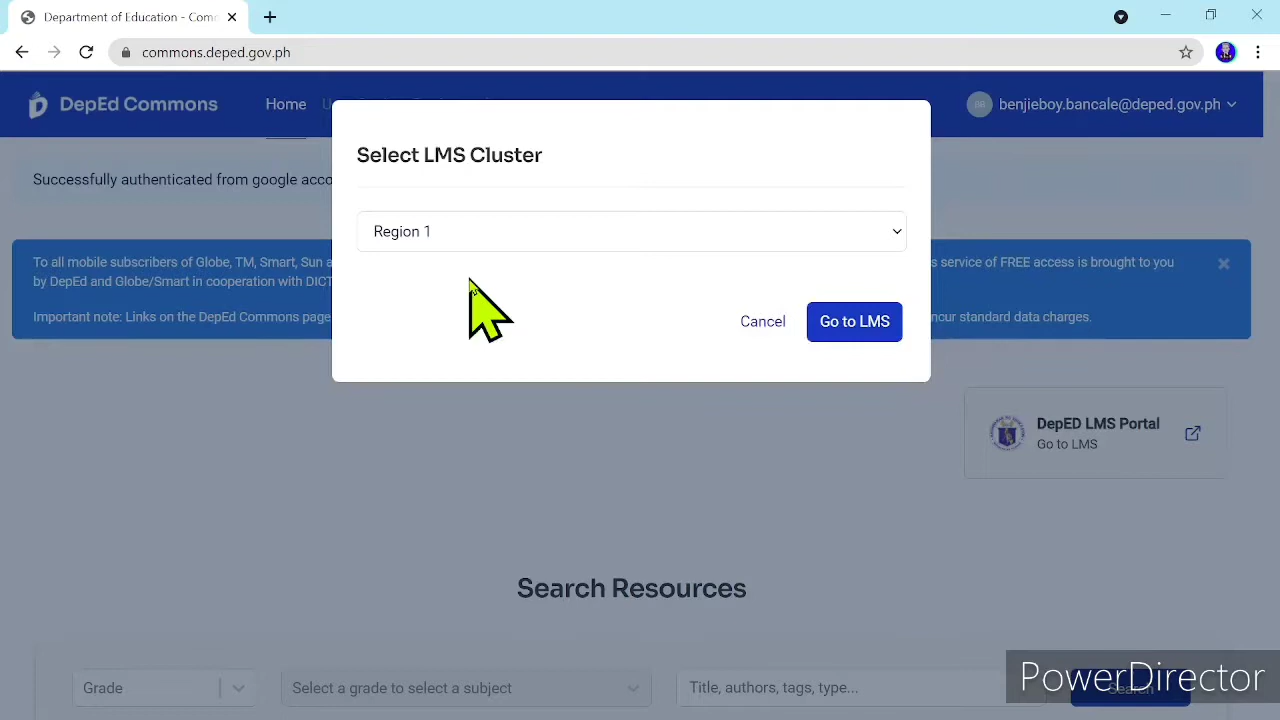 Department of Education - Com
commons.deped.gov.ph
DepEd Commons
Home
BB
benjieboy.bancale@deped.gov.ph
Select LMS Cluster
Successfully authenticated from google acco
Region 1
To all mobile subscribers of Globe, TM, Smart, Sun a
s service of FREE access is brought to you
by DepEd and Globe/Smart in cooperation with DICT
Important note: Links on the DepEd Commons page
our standard data charges.
Cancel
Go to LMS
DepED LMS Portal
Go to LMS
Search Resources
Grade
Select a grade to select a subject
Title, authors, tags, type...
Search
PowerDirector